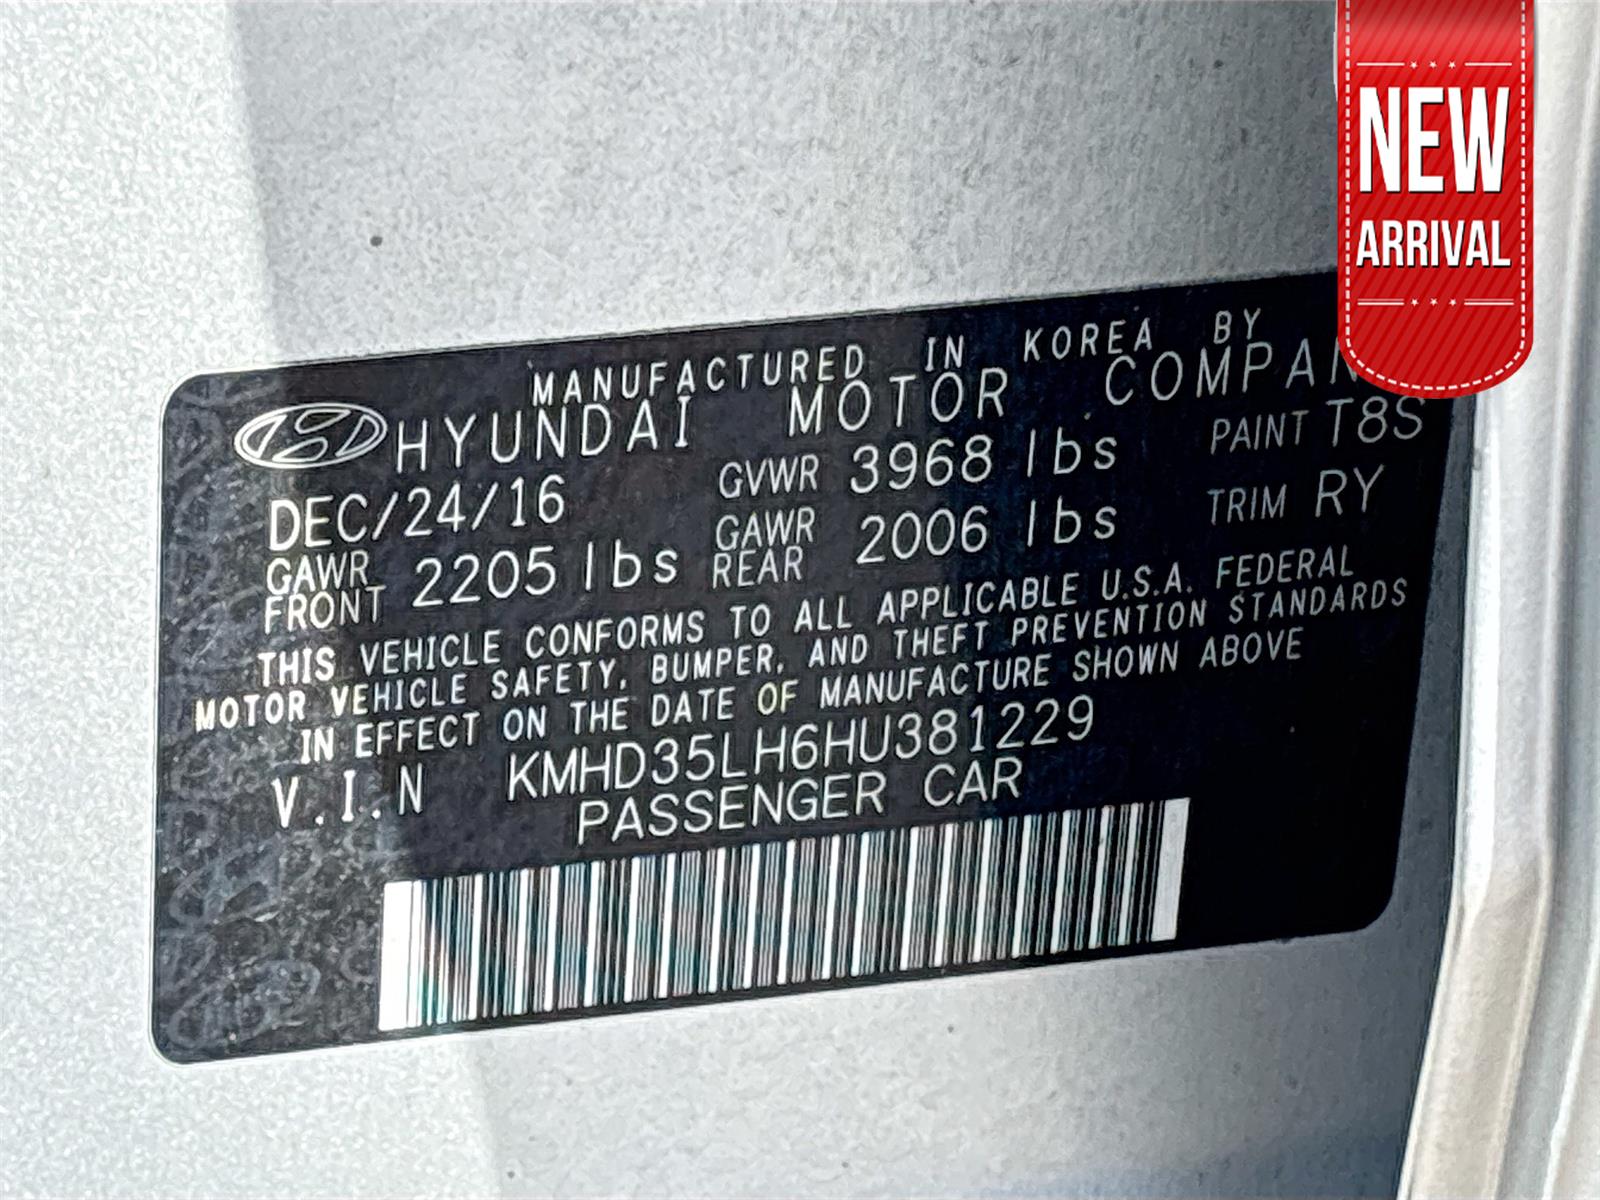 NEW
ARRIVAL
MANUFACTURED IN KOREA BY
HYUNDAI MOTOR
DEC/24/16 GVWR 3968 lbs PAINT T8S
GAWR FRONT 2205 lbs GAWR REAR 2006 lbs TRIM RY
THIS VEHICLE CONFORMS TO ALL APPLICABLE U.S.A. FEDERAL
MOTOR VEHICLE SAFETY, BUMPER, AND THEFT PREVENTION STANDARDS
IN EFFECT ON THE DATE OF MANUFACTURE SHOWN ABOVE
V.I.N KMHD35LH6HU381229
PASSENGER CAR